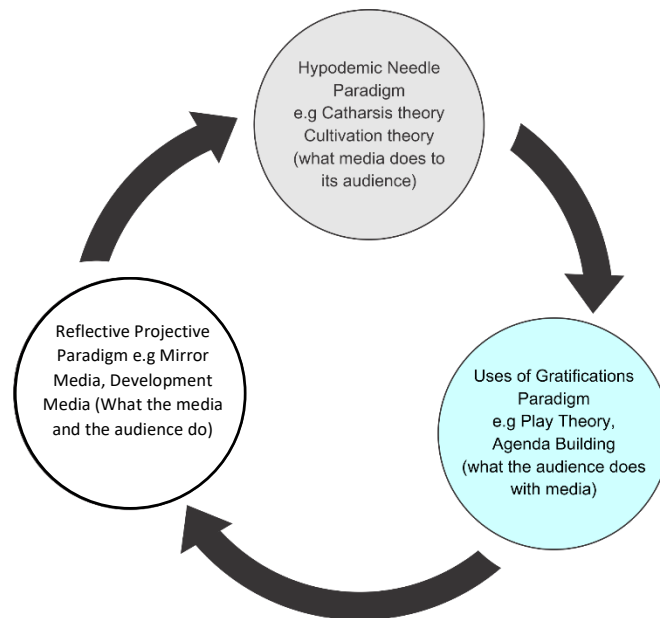 Hypodemic Needle
Paradigm
e.g Catharsis theory
Cultivation theory
(what media does to
its audience)
Uses of Gratifications
Paradigm
e.g Play Theory,
Agenda Building
(what the audience does
with media)
Reflective Projective
Paradigm e.g Mirror
Media, Development
Media (What the media
and the audience do)